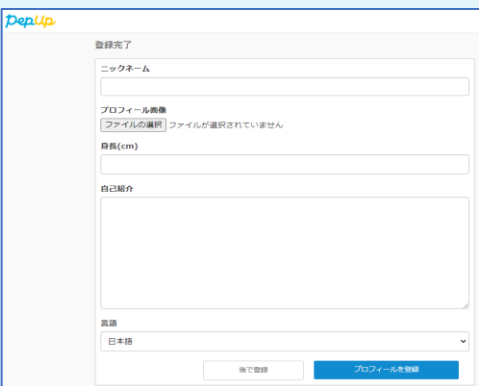 PepUp
登録完了
ニックネーム
プロフィール画像
ファイルの選択 ファイルが選択されていません
身長(cm)
自己紹介
言語
日本語
後で登録 プロフィールを登録